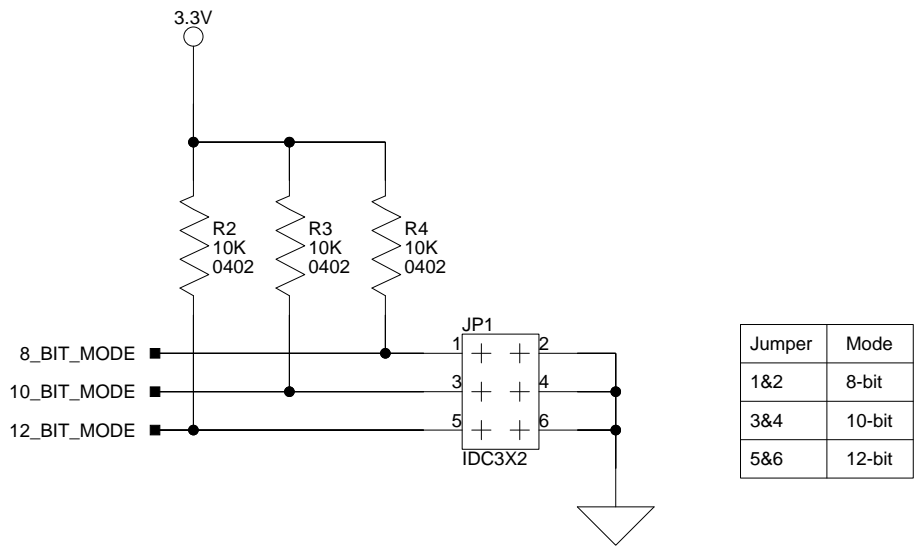 3.3V
R2
10K
0402
R3
10K
0402
R4
10K
0402
JP1
8_BIT_MODE
1
2
10_BIT_MODE
3
4
12_BIT_MODE
5
6
IDC3X2
Jumper Mode
1&2 8-bit
3&4 10-bit
5&6 12-bit